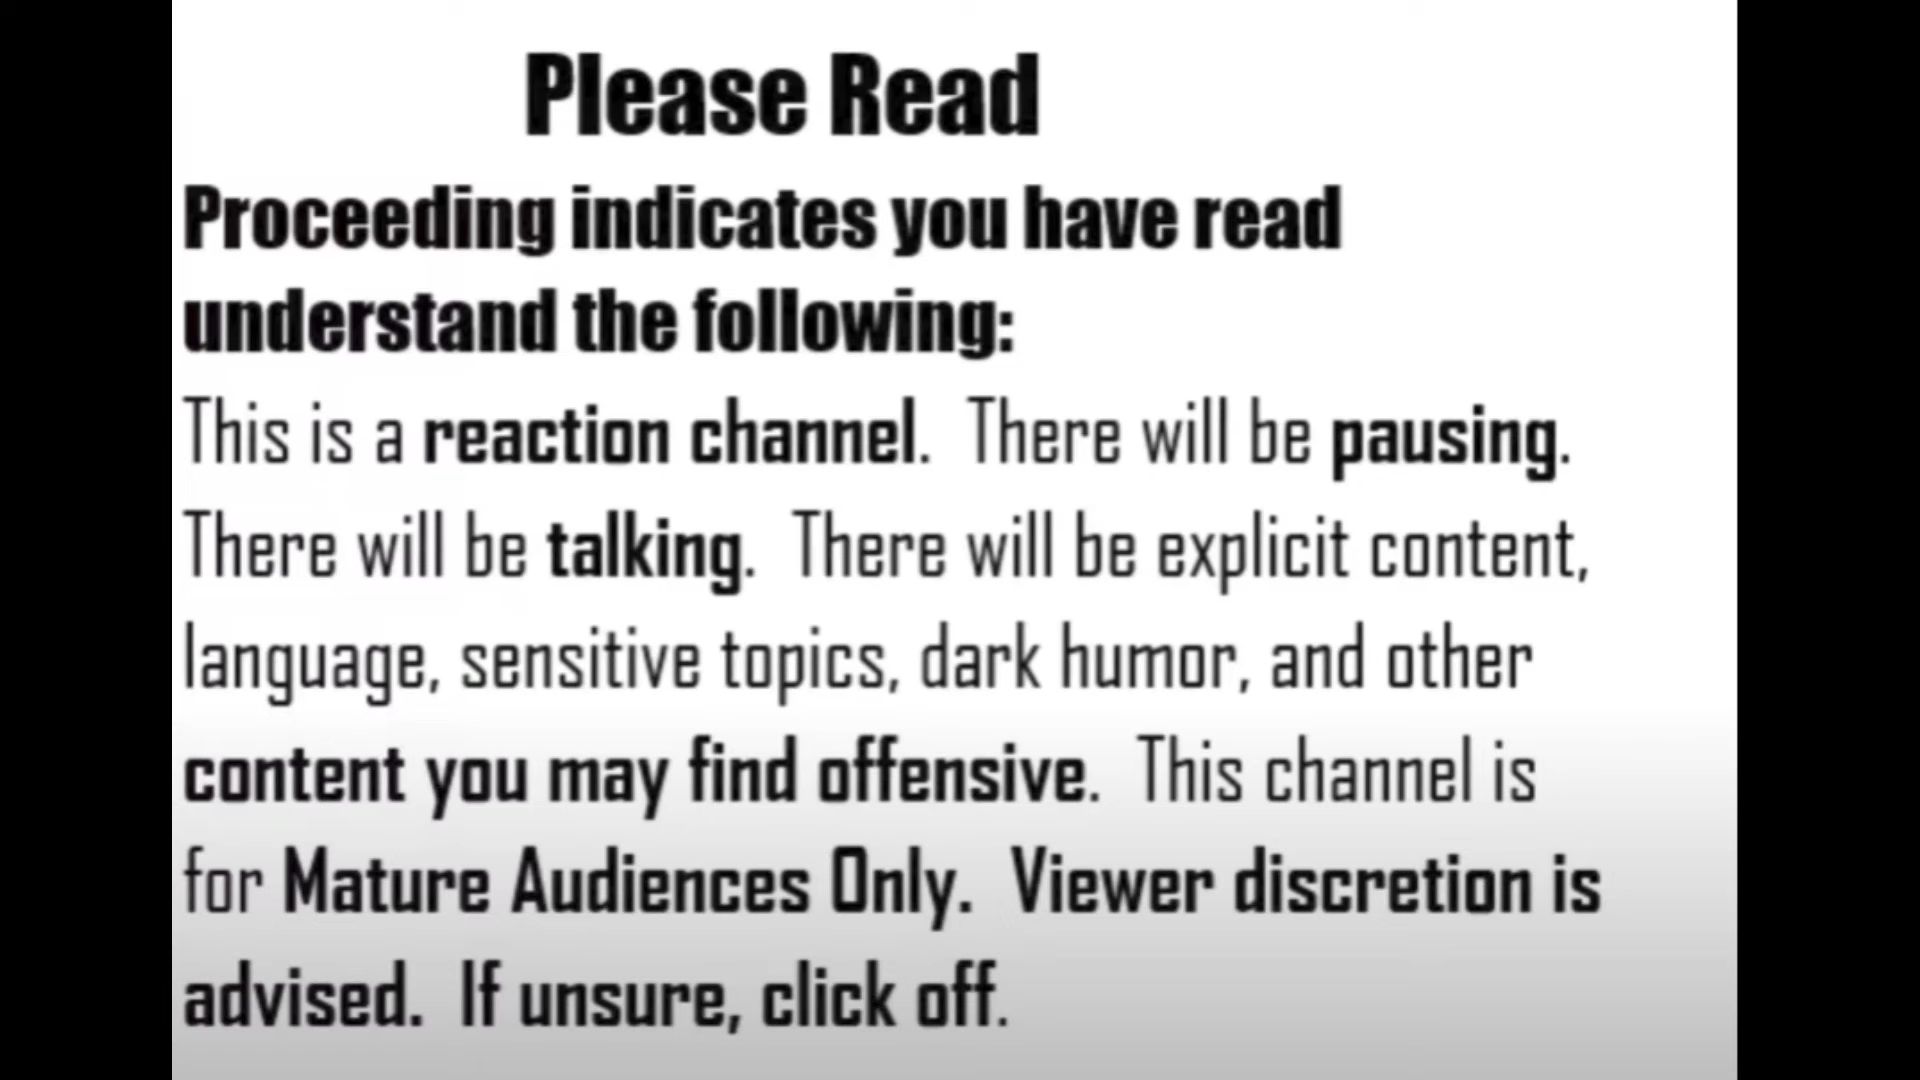 Please Read
Proceeding indicates you have read
understand the following:
This is a reaction channel. There will be pausing.
There will be talking. There will be explicit content,
language, sensitive topics, dark humor, and other
content you may find offensive. This channel is
for Mature Audiences Only. Viewer discretion is
advised. If unsure, click off.